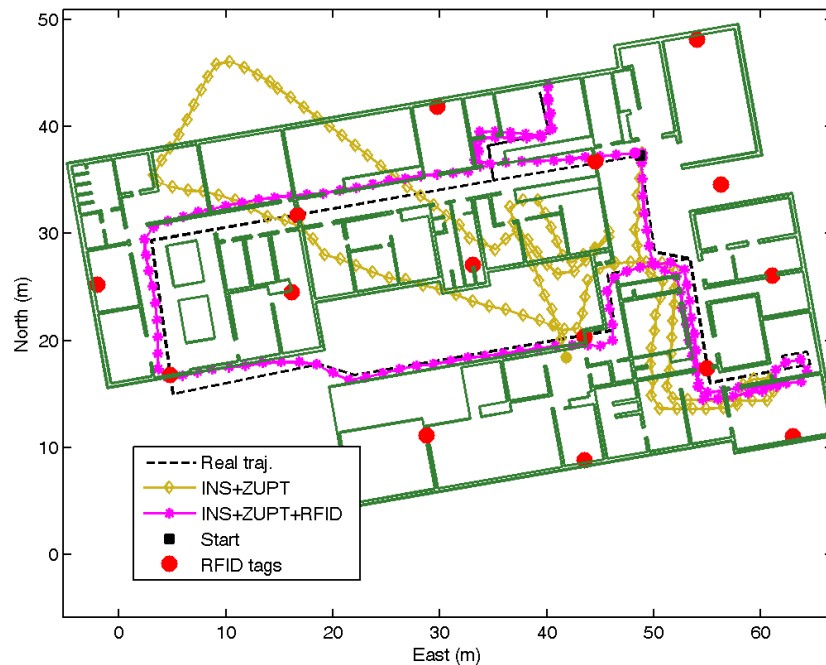 50
40
30
20
10
0
North (m)
Real traj.
INS+ZUPT
INS+ZUPT+RFID
Start
RFID tags
0 10 20 30 40 50 60
East (m)